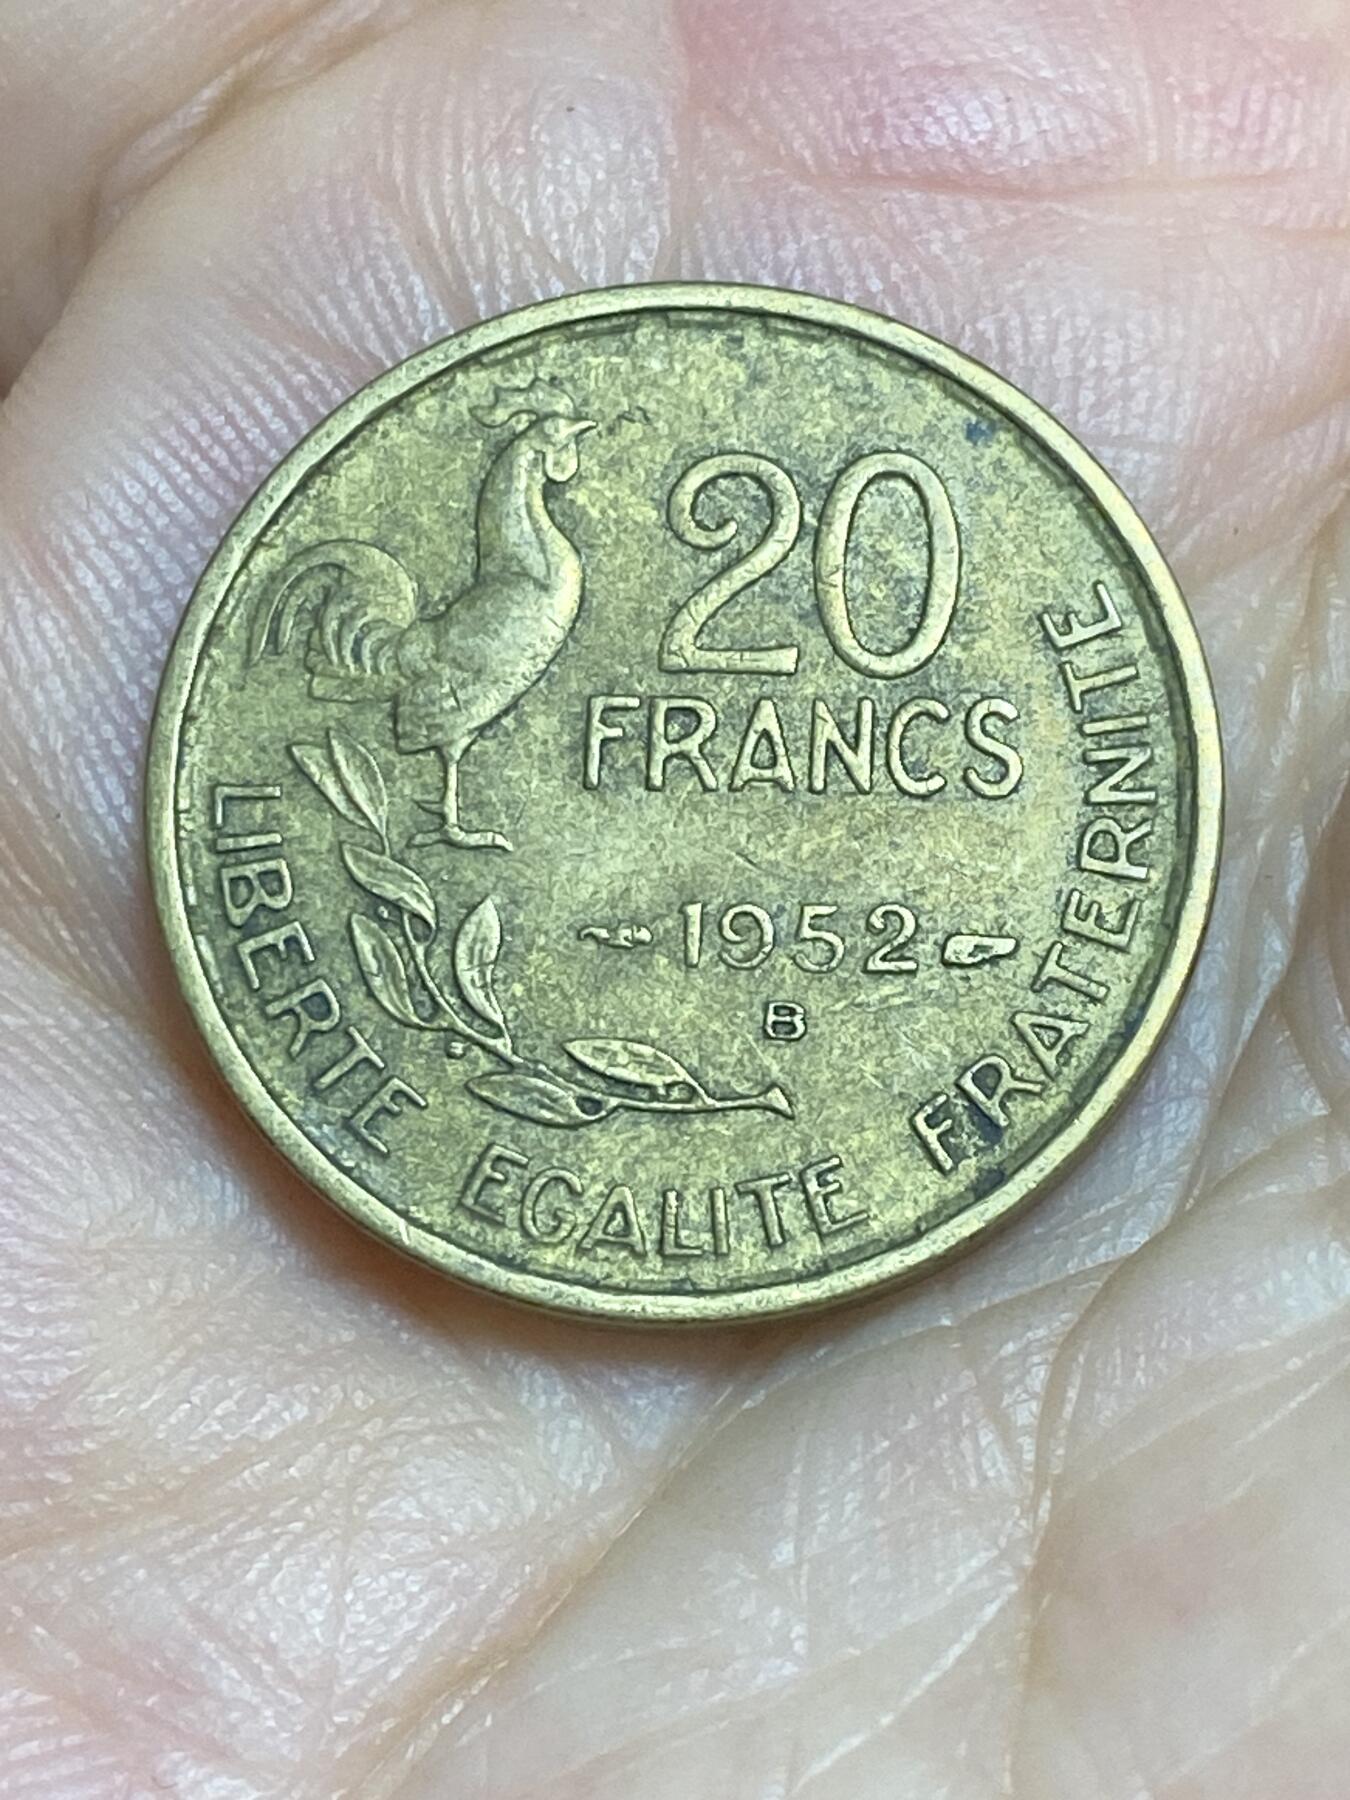 20
FRANCS
1952
B
LIBERTE EGALITE FRATERNITE